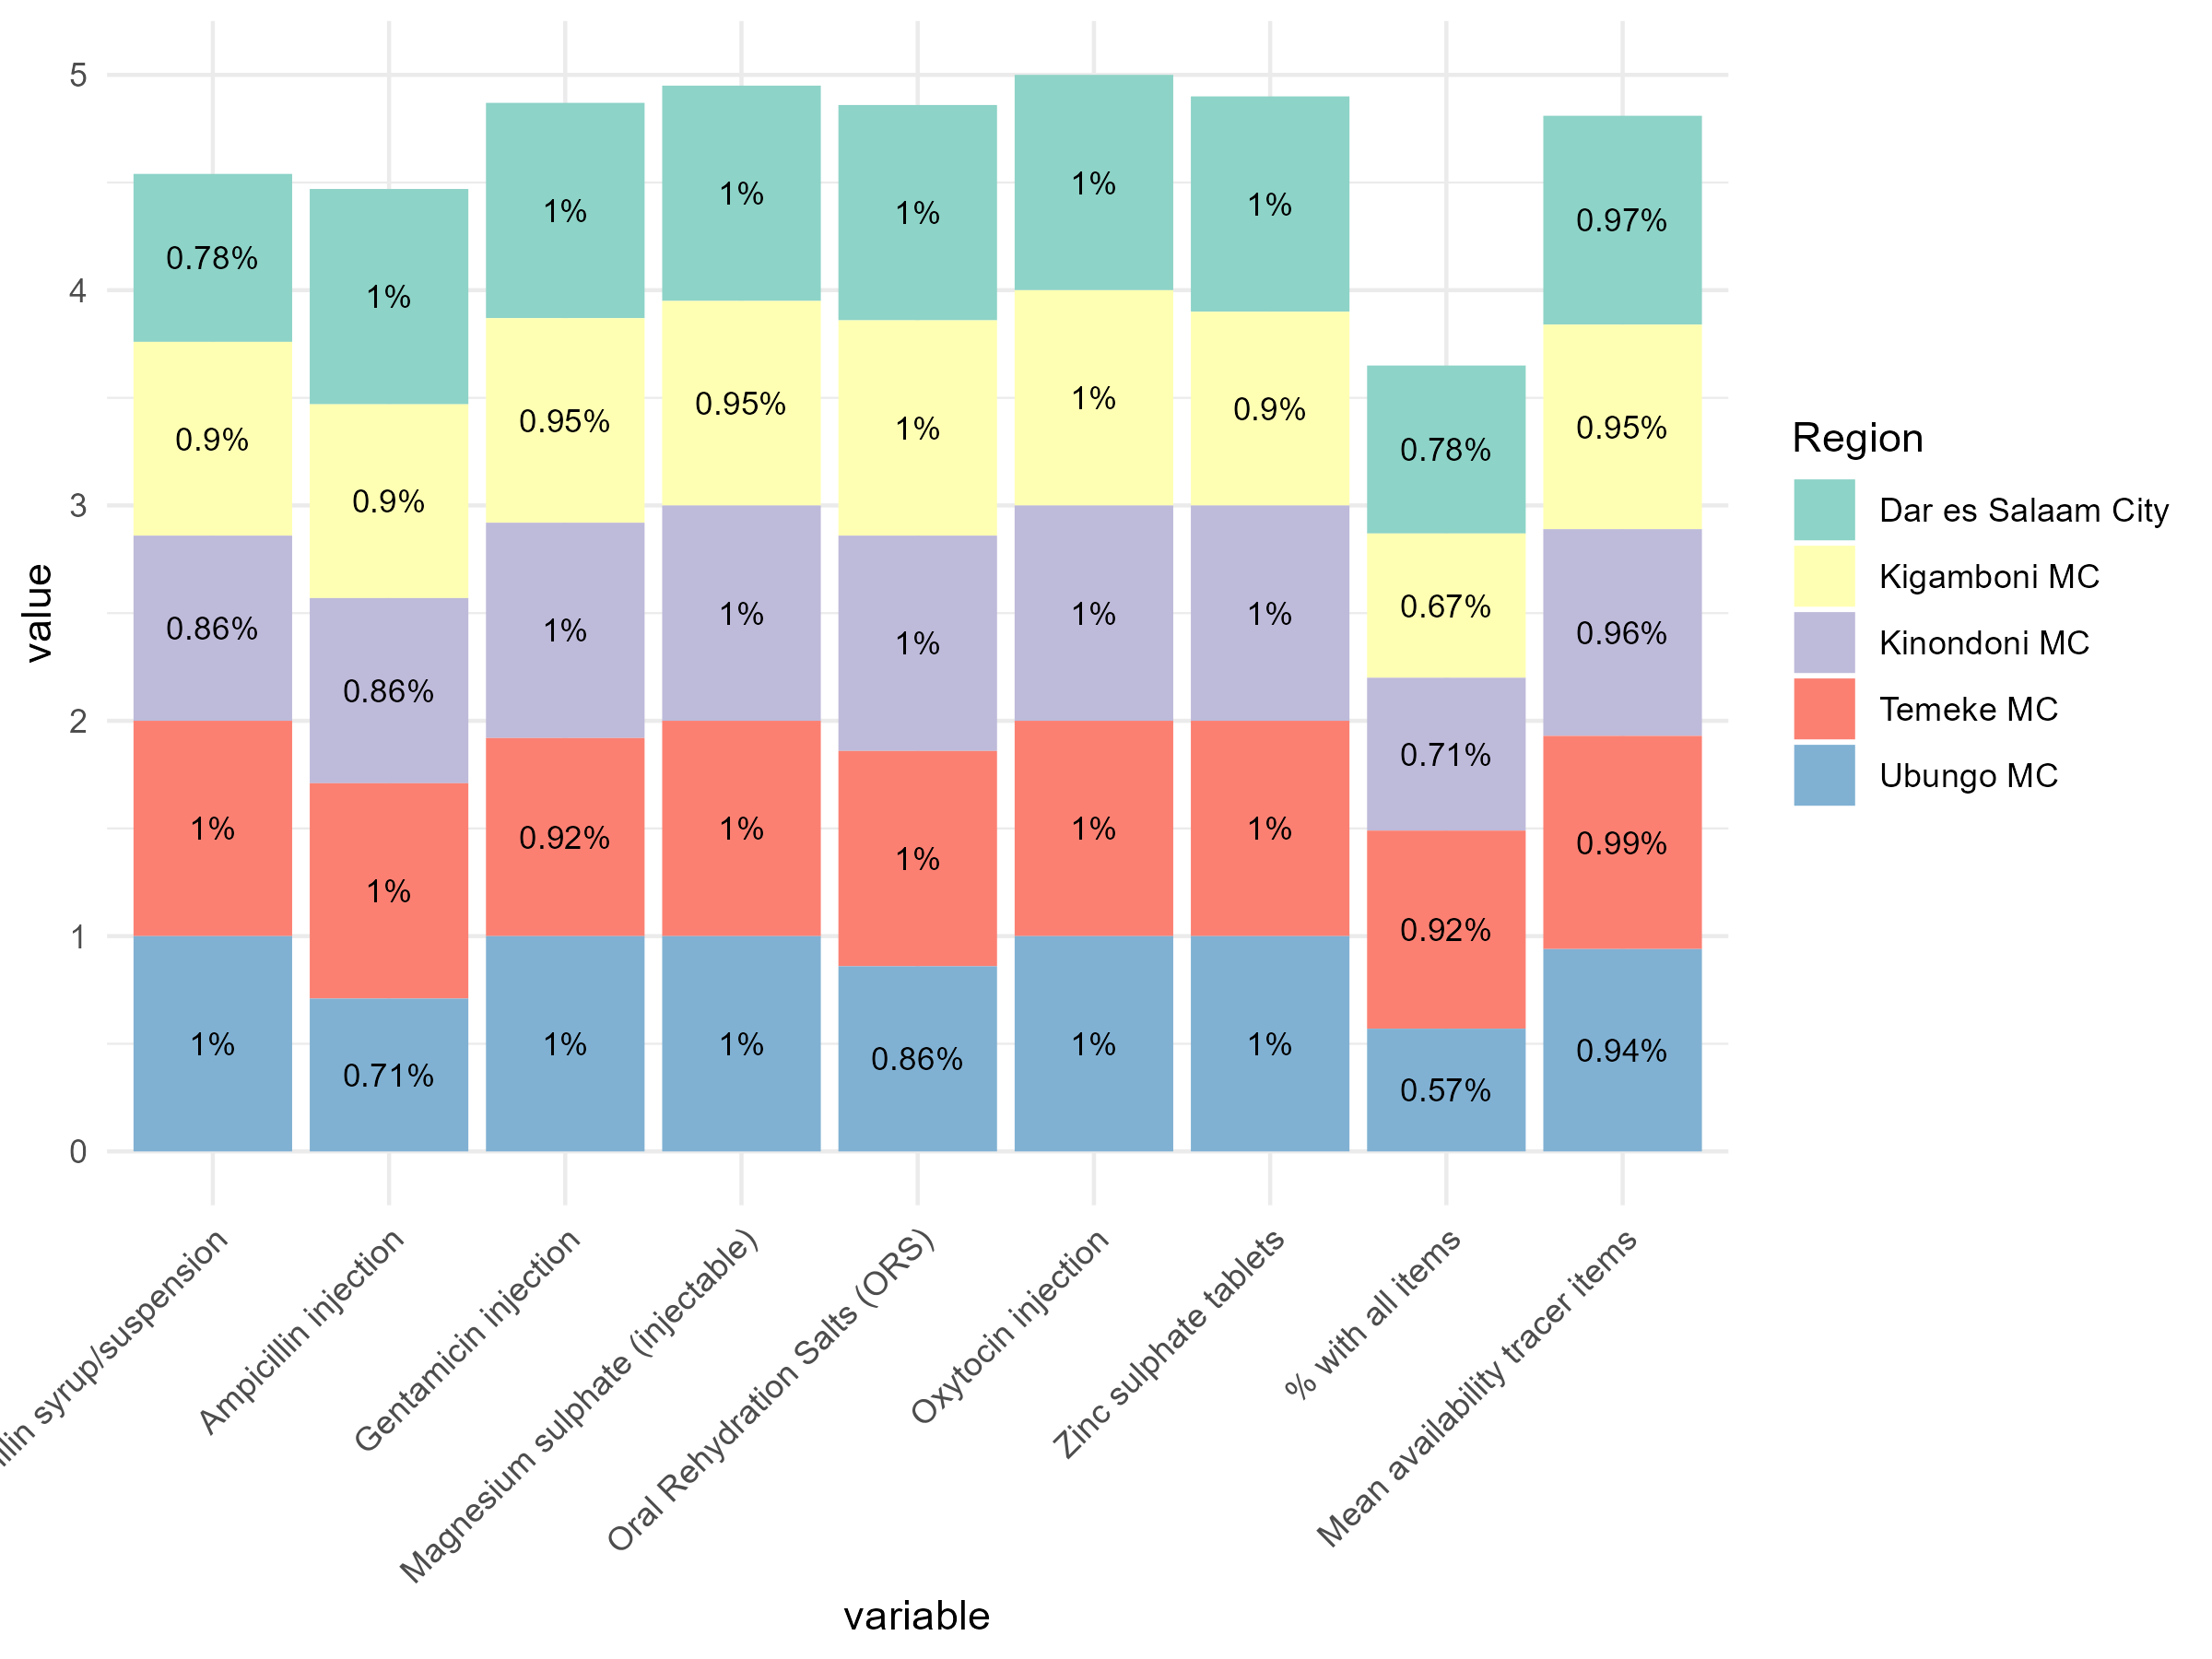 5
4
3
2
1
0
value
0.78% 1% 1% 1% 1% 1% 1% 0.78% 0.97%
0.9% 0.9% 0.95% 0.95% 1% 1% 0.9% 0.67% 0.95%
0.86% 0.86% 1% 1% 1% 1% 1% 0.71% 0.96%
1% 1% 0.92% 1% 1% 1% 1% 0.92% 0.99%
1% 0.71% 1% 1% 0.86% 1% 1% 0.57% 0.94%
syrup/suspension
Ampicillin injection
Gentamicin injection
Magnesium sulphate (injectable)
Oral Rehydration Salts (ORS)
Oxytocin injection
Zinc sulphate tablets
% with all items
Mean availability tracer items
variable
Region
Dar es Salaam City
Kigamboni MC
Kinondoni MC
Temeke MC
Ubungo MC